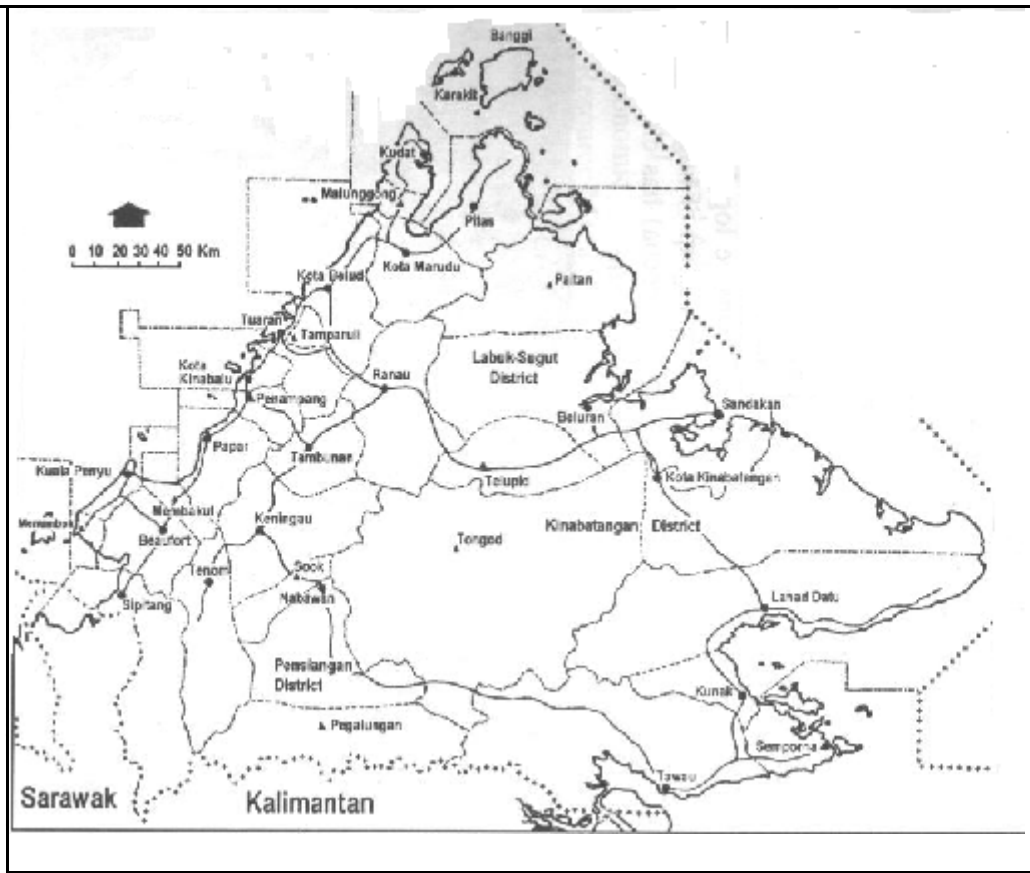 Banggi
Karakit
Kudat
Malunggong
Pitas
0 10 20 30 40 50 Km
Kota Marudu
Kota Belud
Paitan
Tuaran
Tamparuli
Labuk-Sugut
District
Kota
Kinabalu
Ranau
Penampang
Beluran
Sandakan
Papar
Tambunan
Kuala Penyu
Telupid
Kota Kinabatangan
Membakul
Menumbok
Keningau
Kinabatangan District
Beaufort
Tongod
Sook
Tenom
Nabawan
Sipitang
Lahad Datu
Pensiangan
District
Kunak
Pegalungan
Semporna
Tawau
Sarawak
Kalimantan